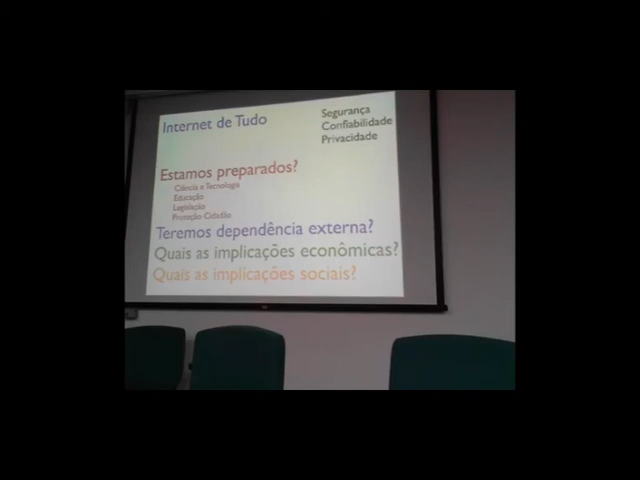 Internet de Tudo
Segurança
Confiabilidade
Privacidade
Estamos preparados?
Ciência e Tecnologia
Educação
Legislação
Proteção Cidadão
Teremos dependência externa?
Quais as implicações econômicas?
Quais as implicações sociais?